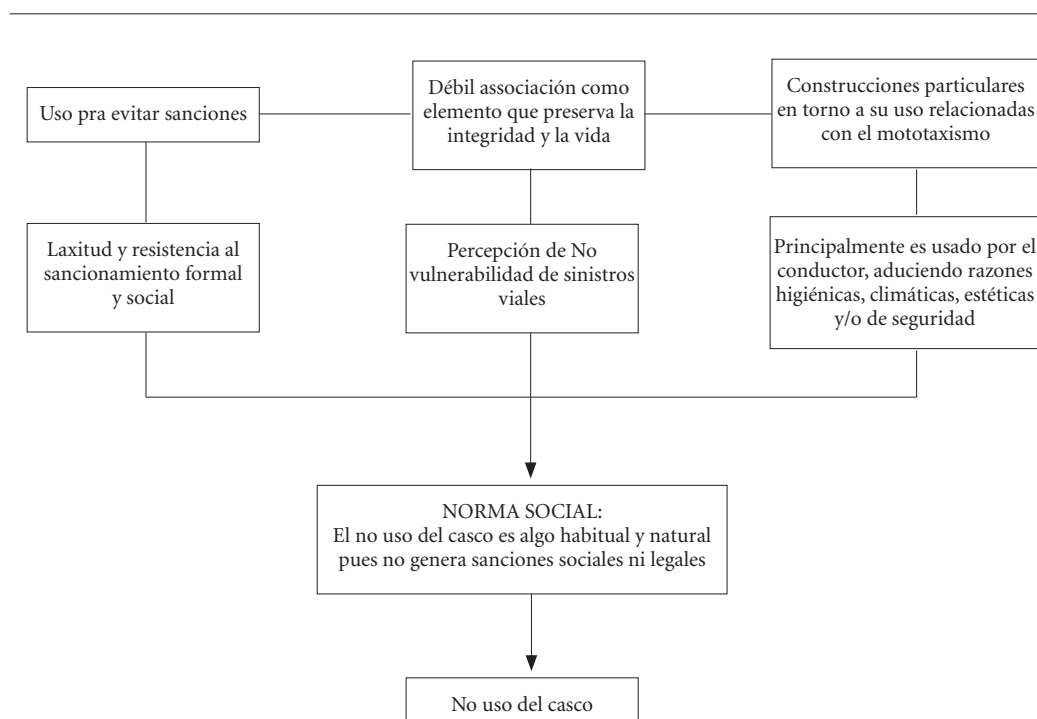 Uso pra evitar sanciones
Débil associación como
elemento que preserva la
integridad y la vida
Construcciones particulares
en torno a su uso relacionadas
con el mototaxismo
Laxitud y resistencia al
sancionamiento formal
y social
Percepción de No
vulnerabilidad de sinistros
viales
Principalmente es usado por el
conductor, aduciendo razones
higiénicas, climáticas, estéticas
y/o de seguridad
NORMA SOCIAL:
El no uso del casco es algo habitual y natural
pues no genera sanciones sociales ni legales
No uso del casco